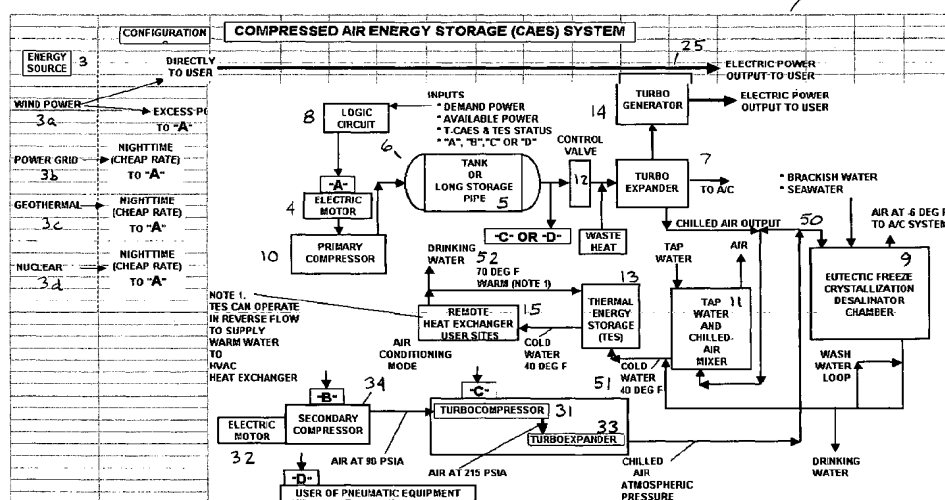 COMPRESSED AIR ENERGY STORAGE (CAES) SYSTEM
CONFIGURATION
ENERGY
SOURCE
3
DIRECTLY
TO USER
25
ELECTRIC POWER
OUTPUT TO USER
WIND POWER
3a
EXCESS
TO "A"
POWER GRID
3b
NIGHTTIME
(CHEAP RATE)
TO "A"
GEOTHERMAL
3c
NIGHTTIME
(CHEAP RATE)
TO "A"
NUCLEAR
3d
NIGHTTIME
(CHEAP RATE)
TO "A"
8
LOGIC
CIRCUIT
INPUTS
* DEMAND POWER
* AVAILABLE POWER
* T-CAES & TES STATUS
* "A", "B", "C" OR "D"
14
TURBO
GENERATOR
ELECTRIC POWER
OUTPUT TO USER
6
-A-
4
ELECTRIC
MOTOR
10
PRIMARY
COMPRESSOR
TANK
OR
LONG STORAGE
PIPE
5
CONTROL
VALVE
12
7
TURBO
EXPANDER
TO A/C
* BRACKISH WATER
* SEAWATER
-C- OR -D-
WASTE
HEAT
CHILLED AIR OUTPUT
50
AIR AT -6 DEG F
TO A/C SYSTEM
DRINKING
WATER
52
70 DEG F
WARM (NOTE 1)
13
THERMAL
ENERGY
STORAGE
(TES)
TAP
WATER
AIR
TAP
WATER
AND
CHILLED
AIR
MIXER
11
9
EUTECTIC FREEZE
CRYSTALLIZATION
DESALINATOR
CHAMBER
NOTE 1.
TES CAN OPERATE
IN REVERSE FLOW
TO SUPPLY
WARM WATER
TO
HVAC
HEAT EXCHANGER
REMOTE
HEAT EXCHANGER
USER SITES
15
AIR
CONDITIONING
MODE
COLD
WATER
40 DEG F
51
COLD
WATER
40 DEG F
WASH
WATER
LOOP
-B-
34
ELECTRIC
MOTOR
32
SECONDARY
COMPRESSOR
AIR AT 90 PSIA
-C-
TURBOCOMPRESSOR
31
33
TURBOEXPANDER
AIR AT 215 PSIA
CHILLED
AIR
ATMOSPHERIC
PRESSURE
DRINKING
WATER
-D-
USER OF PNEUMATIC EQUIPMENT